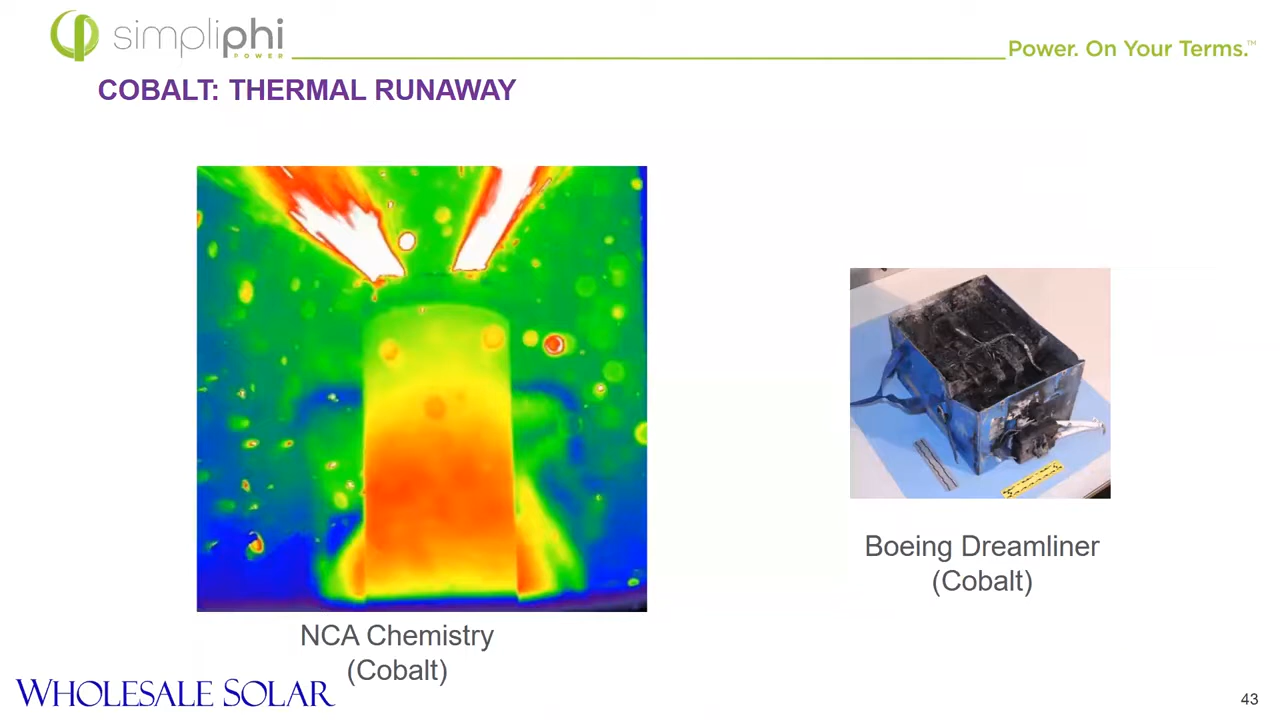 simpliphi
POWER
Power. On Your Terms.™
COBALT: THERMAL RUNAWAY
NCA Chemistry
(Cobalt)
Boeing Dreamliner
(Cobalt)
WHOLESALE SOLAR
43